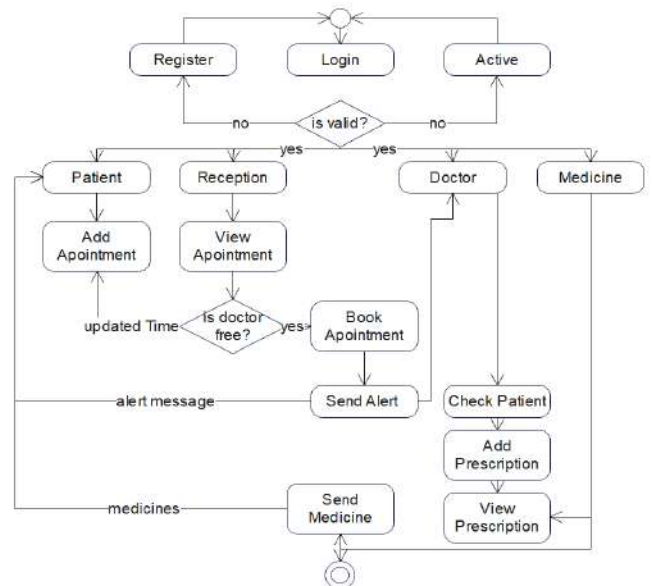 Register
Login
Active
no
is valid?
no
yes
yes
Patient
Reception
Doctor
Medicine
Add
Apointment
View
Apointment
updated Time
Is doctor
free?
yes
Book
Apointment
alert message
Send Alert
Check Patient
Add
Prescription
medicines
Send
Medicine
View
Prescription